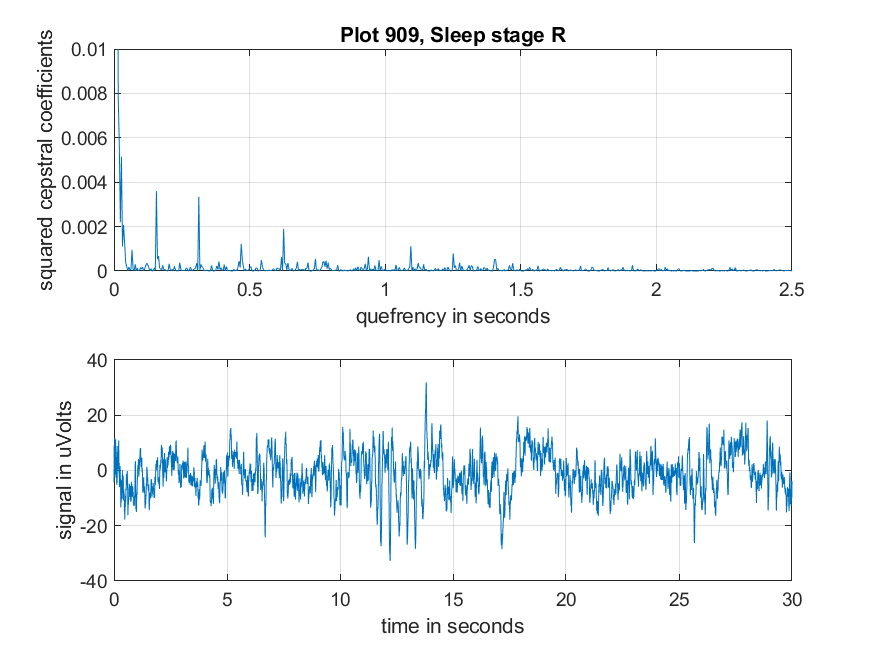 Plot 909, Sleep stage R
squared cepstral coefficients
0.01
0.008
0.006
0.004
0.002
0
0 0.5 1 1.5 2 2.5
quefrency in seconds
signal in uVolts
40
20
0
-20
-40
0 5 10 15 20 25 30
time in seconds